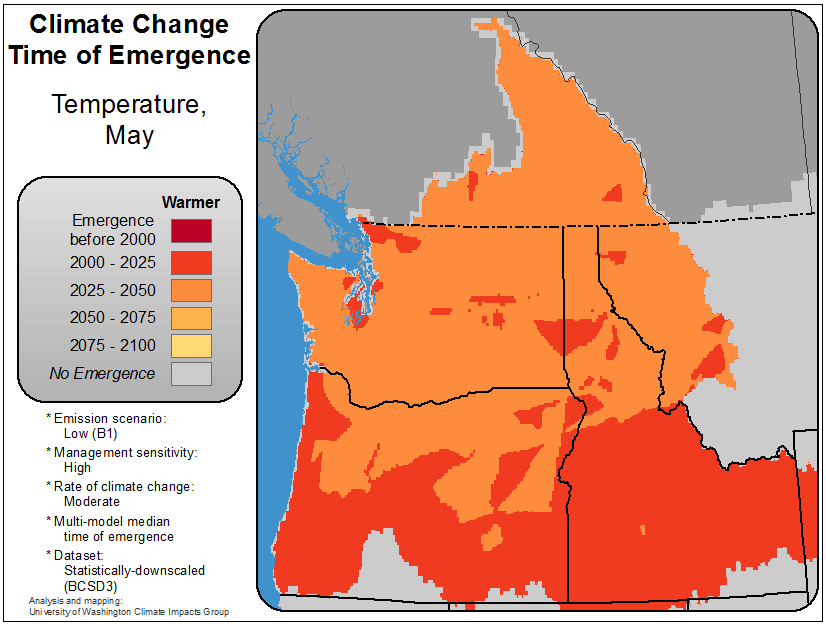 Climate Change
Time of Emergence
Temperature,
May
Warmer
Emergence
before 2000
2000 - 2025
2025 - 2050
2050 - 2075
2075 - 2100
No Emergence
* Emission scenario:
Low (B1)
* Management sensitivity:
High
* Rate of climate change:
Moderate
* Multi-model median
time of emergence
* Dataset:
Statistically-downscaled
(BCSD3)
Analysis and mapping:
University of Washington Climate Impacts Group